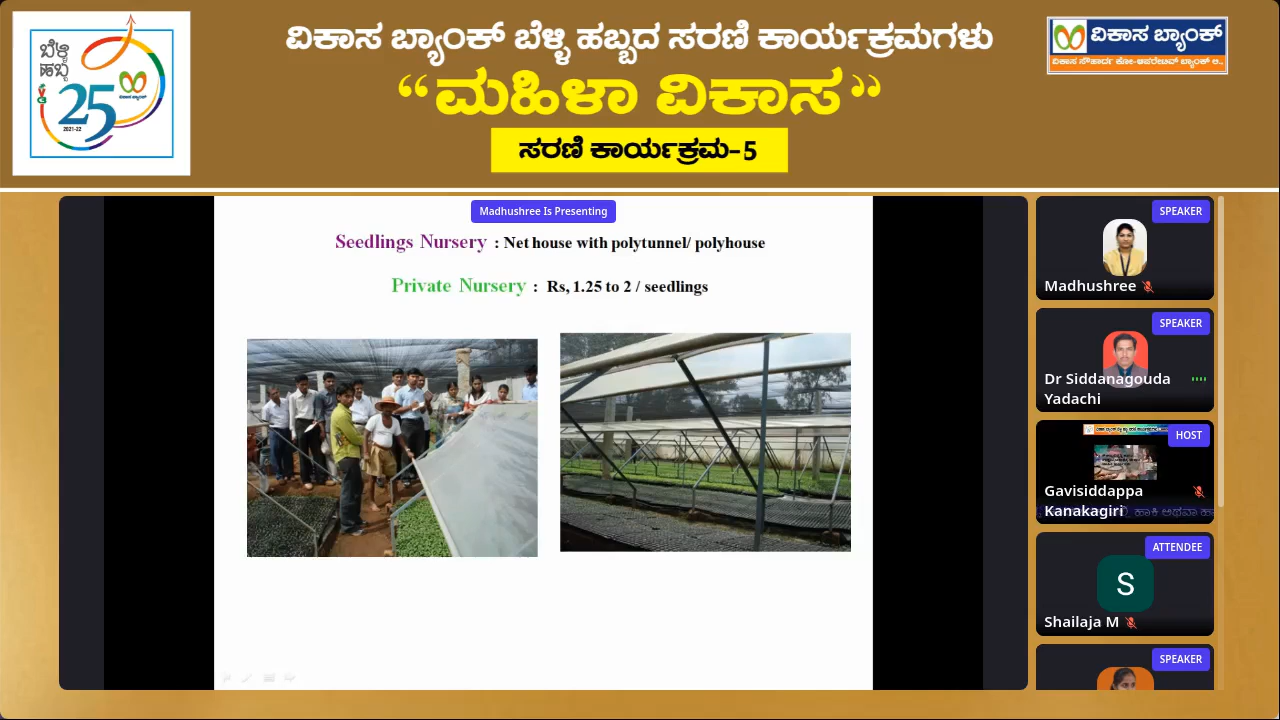 ಬೆಳ್ಳಿ
ಹಬ್ಬ
25
2021-22
ವಿಕಾಸ ಬ್ಯಾಂಕ್ ಬೆಳ್ಳಿ ಹಬ್ಬದ ಸರಣಿ ಕಾರ್ಯಕ್ರಮಗಳು
“ಮಹಿಳಾ ವಿಕಾಸ”
ಸರಣಿ ಕಾರ್ಯಕ್ರಮ-5
ವಿಕಾಸ ಬ್ಯಾಂಕ್
ವಿಕಾಸ ಸೌಹಾರ್ದ ಕೋ-ಆಪರೇಟಿವ್ ಬ್ಯಾಂಕ್ ಲಿ.,
Madhushree Is Presenting
Seedlings Nursery : Net house with polytunnel/ polyhouse
Private Nursery : Rs, 1.25 to 2 / seedlings
SPEAKER
Madhushree
SPEAKER
Dr Siddanagouda
Yadachi
HOST
Gavisiddappa
Kanakagiri
ATTENDEE
S
Shailaja M
SPEAKER